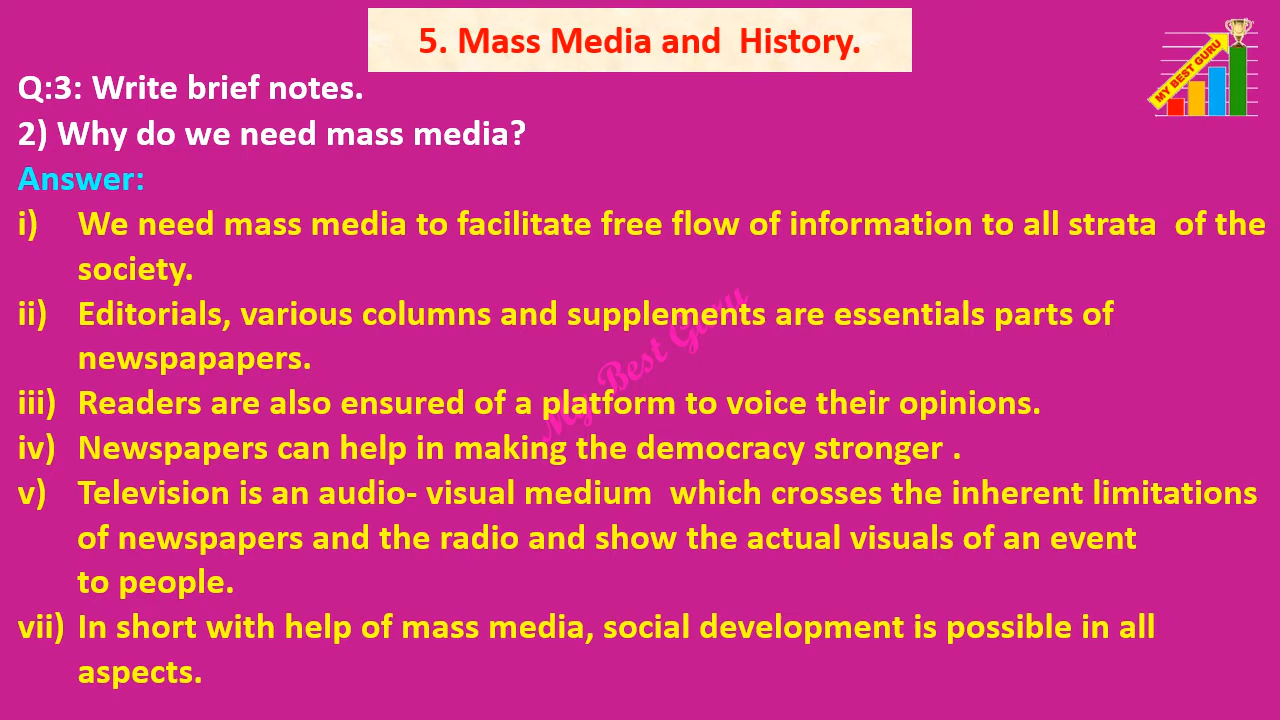 5. Mass Media and History.
MY BEST GURU
Q:3: Write brief notes.
2) Why do we need mass media?
Answer:
i) We need mass media to facilitate free flow of information to all strata of the
society.
ii) Editorials, various columns and supplements are essentials parts of
newspapapers.
iii) Readers are also ensured of a platform to voice their opinions.
iv) Newspapers can help in making the democracy stronger .
v) Television is an audio- visual medium which crosses the inherent limitations
of newspapers and the radio and show the actual visuals of an event
to people.
vii) In short with help of mass media, social development is possible in all
aspects.
My Best Guru